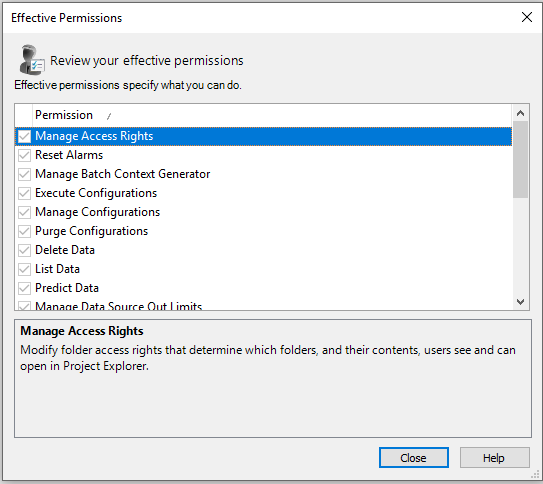 Effective Permissions
Review your effective permissions
Effective permissions specify what you can do.
Permission
Manage Access Rights
Reset Alarms
Manage Batch Context Generator
Execute Configurations
Manage Configurations
Purge Configurations
Delete Data
List Data
Predict Data
Manage Data Source Out Limits
Manage Access Rights
Modify folder access rights that determine which folders, and their contents, users see and can
open in Project Explorer.
Close
Help